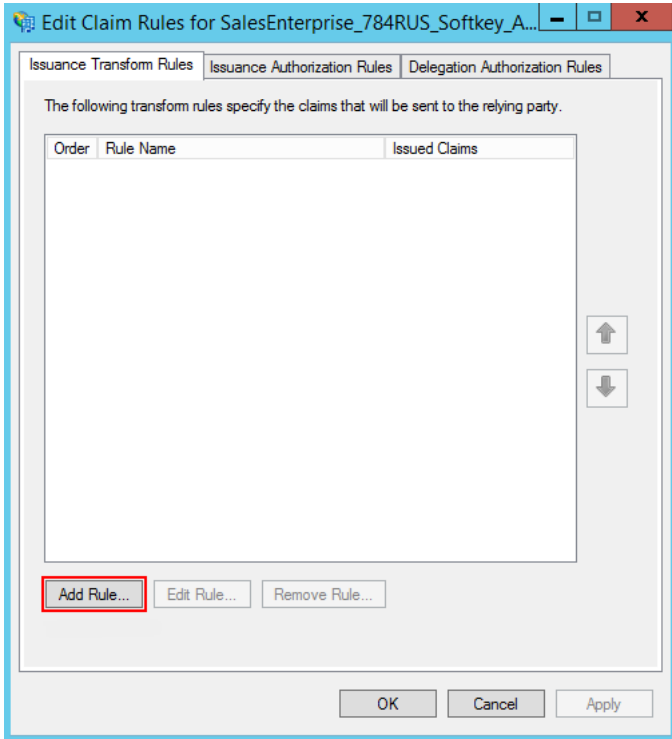 Edit Claim Rules for SalesEnterprise_784RUS_Softkey_A...
Issuance Transform Rules Issuance Authorization Rules Delegation Authorization Rules
The following transform rules specify the claims that will be sent to the relying party.
Order Rule Name Issued Claims
Add Rule... Edit Rule... Remove Rule...
OK Cancel Apply